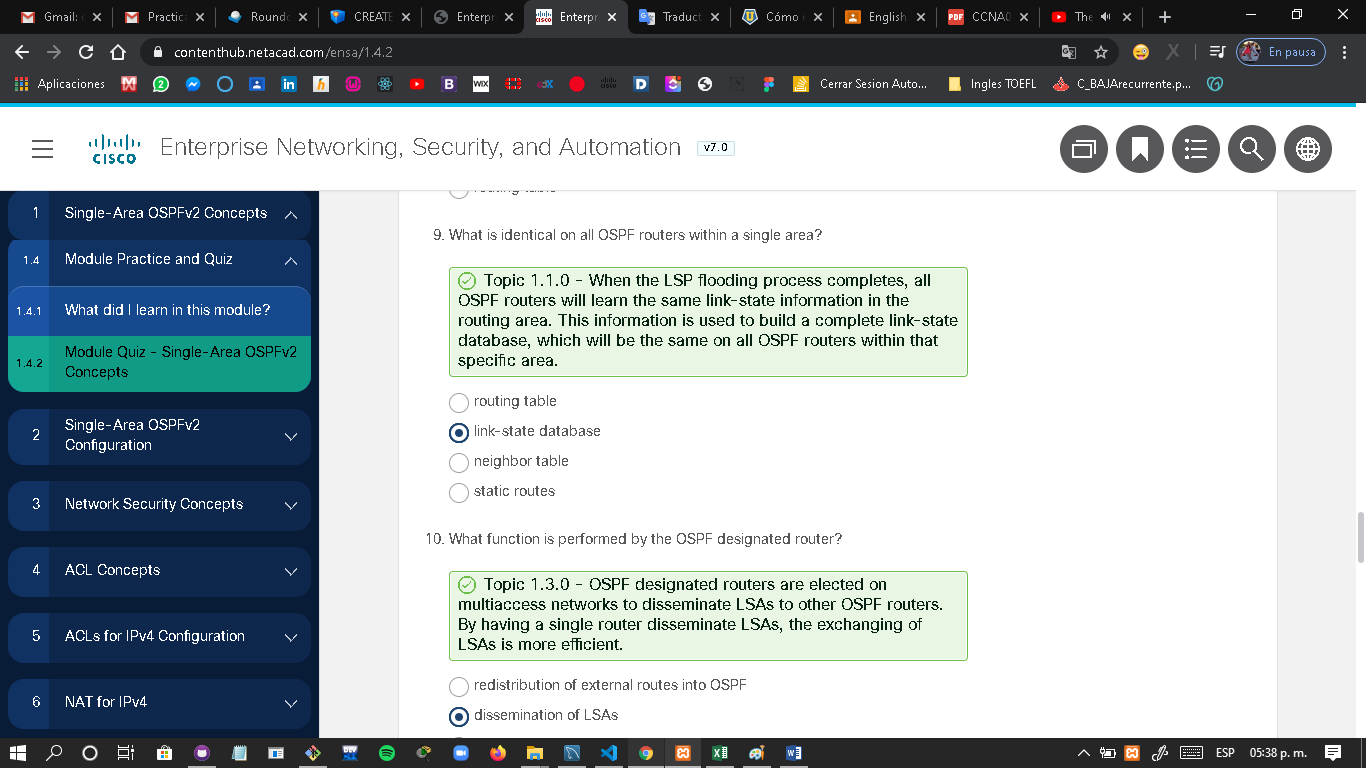 Gmail:
Practic
Roundc
CREATE
Enterpr
Enterpr
Traduct
Cómo
English
PDF
CCNA
The
contenthub.netacad.com/ensa/1.4.2
En pausa
Aplicaciones
Cerrar Sesion Auto...
Ingles TOEFL
C_BAJArecurrente.p...
CISCO
Enterprise Networking, Security, and Automation
v7.0
1
Single-Area OSPFv2 Concepts
1.4
Module Practice and Quiz
1.4.1
What did I learn in this module?
1.4.2
Module Quiz - Single-Area OSPFv2
Concepts
2
Single-Area OSPFv2
Configuration
3
Network Security Concepts
4
ACL Concepts
5
ACLs for IPv4 Configuration
6
NAT for IPv4
routing table
9. What is identical on all OSPF routers within a single area?
Topic 1.1.0 - When the LSP flooding process completes, all
OSPF routers will learn the same link-state information in the
routing area. This information is used to build a complete link-state
database, which will be the same on all OSPF routers within that
specific area.
routing table
link-state database
neighbor table
static routes
10. What function is performed by the OSPF designated router?
Topic 1.3.0 - OSPF designated routers are elected on
multiaccess networks to disseminate LSAs to other OSPF routers.
By having a single router disseminate LSAs, the exchanging of
LSAs is more efficient.
redistribution of external routes into OSPF
dissemination of LSAs
ESP
05:38 p. m.